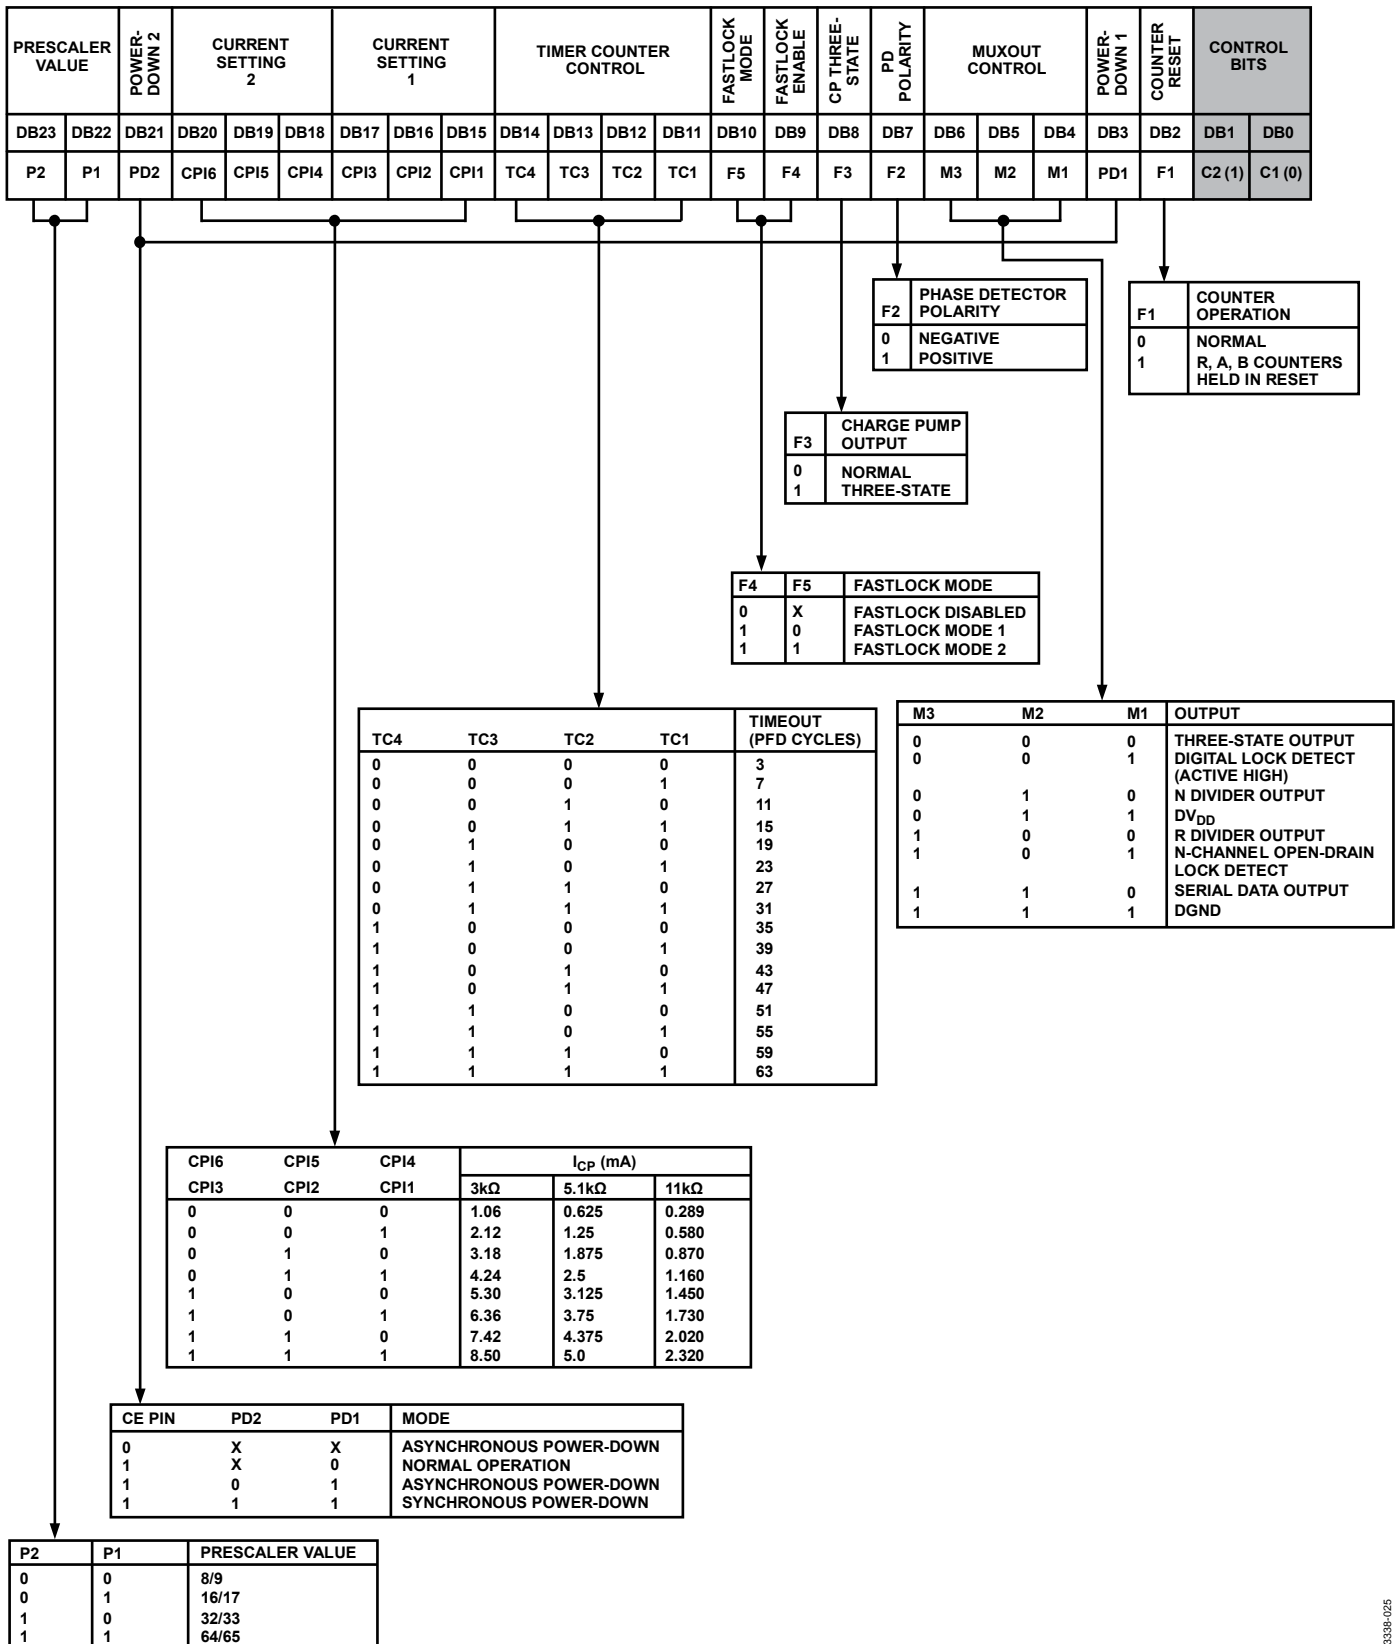 PRESCALER VALUE
POWER-DOWN 2
CURRENT SETTING 2
CURRENT SETTING 1
TIMER COUNTER CONTROL
FASTLOCK MODE
FASTLOCK ENABLE
CP THREE-STATE
PD POLARITY
MUXOUT CONTROL
POWER-DOWN 1
COUNTER RESET
CONTROL BITS
DB23 DB22 DB21 DB20 DB19 DB18 DB17 DB16 DB15 DB14 DB13 DB12 DB11 DB10 DB9 DB8 DB7 DB6 DB5 DB4 DB3 DB2 DB1 DB0
P2 P1 PD2 CPI6 CPI5 CPI4 CPI3 CPI2 CPI1 TC4 TC3 TC2 TC1 F5 F4 F3 F2 M3 M2 M1 PD1 F1 C2 (1) C1 (0)
F2 PHASE DETECTOR POLARITY
0 NEGATIVE
1 POSITIVE
F1 COUNTER OPERATION
0 NORMAL
1 R, A, B COUNTERS
HELD IN RESET
F3 CHARGE PUMP OUTPUT
0 NORMAL
1 THREE-STATE
F4 F5 FASTLOCK MODE
0 X FASTLOCK DISABLED
1 0 FASTLOCK MODE 1
1 1 FASTLOCK MODE 2
TC4 TC3 TC2 TC1 TIMEOUT (PFD CYCLES)
0 0 0 0 3
0 0 0 1 7
0 0 1 0 11
0 0 1 1 15
0 1 0 0 19
0 1 0 1 23
0 1 1 0 27
0 1 1 1 31
1 0 0 0 35
1 0 0 1 39
1 0 1 0 43
1 0 1 1 47
1 1 0 0 51
1 1 0 1 55
1 1 1 0 59
1 1 1 1 63
M3 M2 M1 OUTPUT
0 0 0 THREE-STATE OUTPUT
0 0 1 DIGITAL LOCK DETECT
(ACTIVE HIGH)
0 1 0 N DIVIDER OUTPUT
0 1 1 DVDD
1 0 0 R DIVIDER OUTPUT
1 0 1 N-CHANNEL OPEN-DRAIN
LOCK DETECT
1 1 0 SERIAL DATA OUTPUT
1 1 1 DGND
CPI6 CPI5 CPI4 ICP (mA)
CPI3 CPI2 CPI1 3kΩ 5.1kΩ 11kΩ
0 0 0 1.06 0.625 0.289
0 0 1 2.12 1.25 0.580
0 1 0 3.18 1.875 0.870
0 1 1 4.24 2.5 1.160
1 0 0 5.30 3.125 1.450
1 0 1 6.36 3.75 1.730
1 1 0 7.42 4.375 2.020
1 1 1 8.50 5.0 2.320
CE PIN PD2 PD1 MODE
0 X X ASYNCHRONOUS POWER-DOWN
1 X 0 NORMAL OPERATION
1 0 1 ASYNCHRONOUS POWER-DOWN
1 1 1 SYNCHRONOUS POWER-DOWN
P2 P1 PRESCALER VALUE
0 0 8/9
0 1 16/17
1 0 32/33
1 1 64/65
3338-025